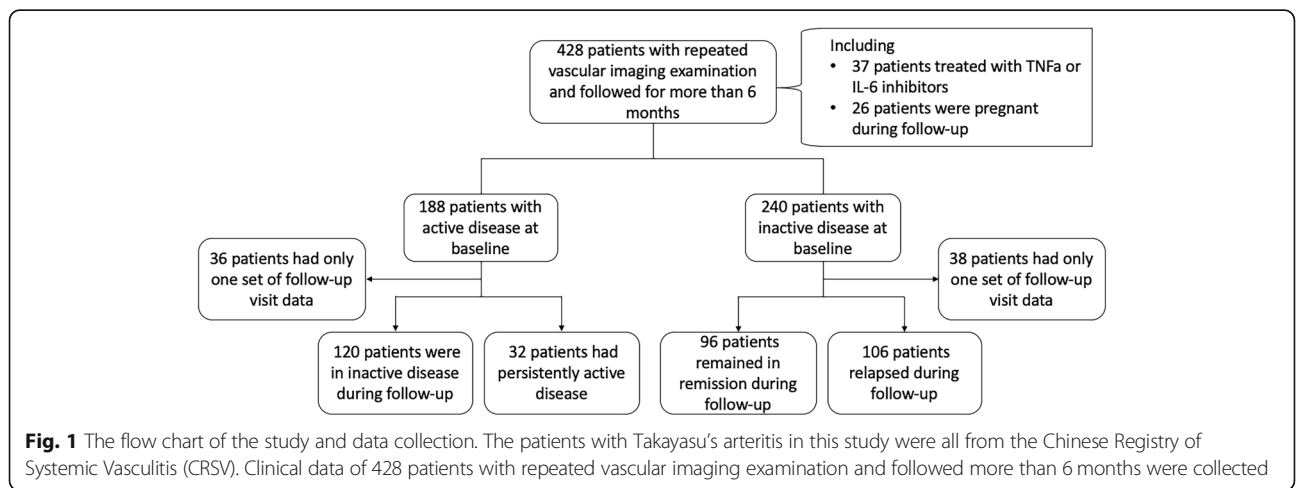 428 patients with repeated
vascular imaging examination
and followed for more than 6
months
Including
• 37 patients treated with TNFa or
IL-6 inhibitors
• 26 patients were pregnant
during follow-up
188 patients with
active disease at
baseline
240 patients with
inactive disease at
baseline
36 patients had only
one set of follow-up
visit data
38 patients had only
one set of follow-up
visit data
120 patients were
in inactive disease
during follow-up
32 patients had
persistently active
disease
96 patients
remained in
remission during
follow-up
106 patients
relapsed during
follow-up
Fig. 1 The flow chart of the study and data collection. The patients with Takayasu’s arteritis in this study were all from the Chinese Registry of
Systemic Vasculitis (CRSV). Clinical data of 428 patients with repeated vascular imaging examination and followed more than 6 months were collected